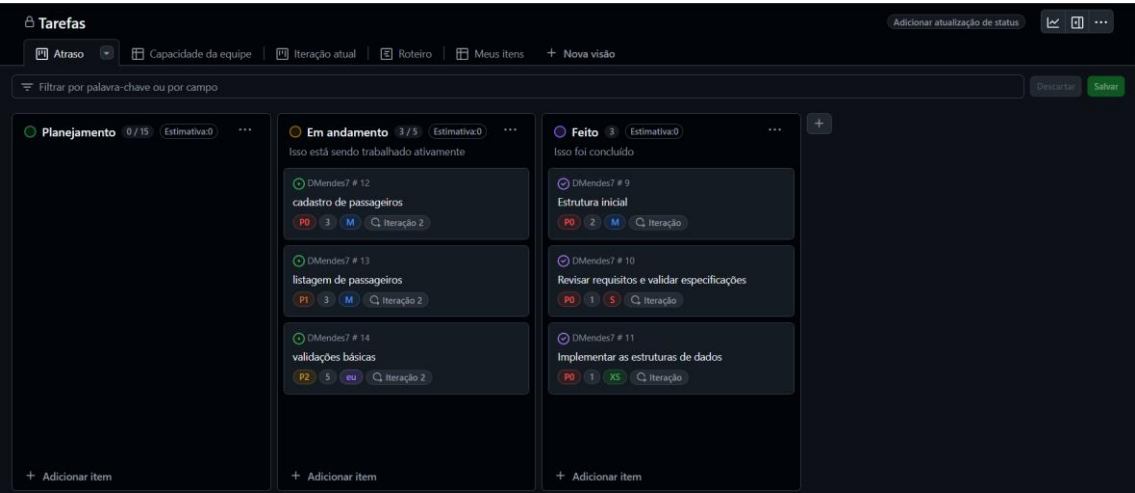 Tarefas
Adicionar atualização de status
Atraso
Capacidade da equipe
Iteração atual
Roteiro
Meus itens
+ Nova visão
Filtrar por palavra-chave ou por campo
Descartar
Salvar
Planejamento 0 / 15 Estimativa:0 ...
Em andamento 3 / 5 Estimativa:0 ...
Isso está sendo trabalhado ativamente
DMendes7 # 12
cadastro de passageiros
P0 3 M Iteração 2
DMendes7 # 13
listagem de passageiros
P1 3 M Iteração 2
DMendes7 # 14
validações básicas
P2 5 eu Iteração 2
+ Adicionar item
+ Adicionar item
Feito 3 Estimativa:0 ...
Isso foi concluído
DMendes7 # 9
Estrutura inicial
P0 2 M Iteração
DMendes7 # 10
Revisar requisitos e validar especificações
P0 1 S Iteração
DMendes7 # 11
Implementar as estruturas de dados
P0 1 XS Iteração
+ Adicionar item